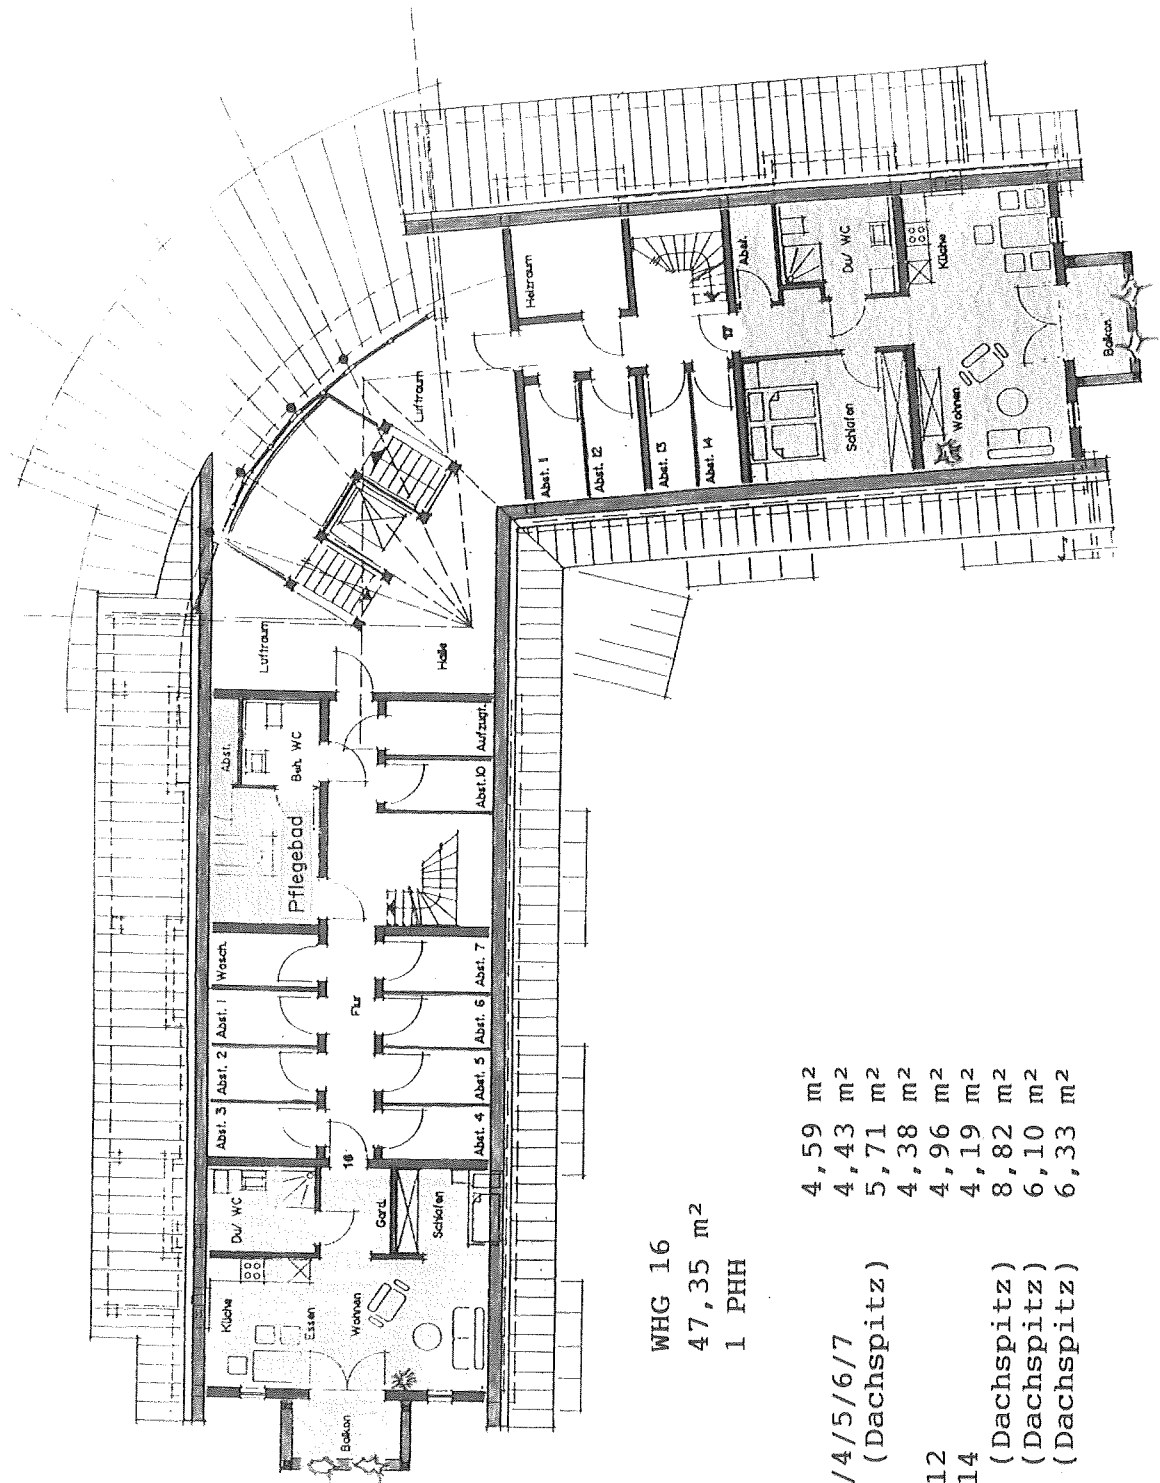 Heizraum
Luftraum
Abst.
Du/ WC
Küche
17
Abst. 1
Abst. 12
Abst. 13
Abst. 14
Schlafen
Wohnen
Balkon
Luftraum
Halle
Abst.
Beh. WC
Pflegebad
Aufzugt.
Abst.10
Wasch.
Abst. 1
Abst. 2
Abst. 3
Flur
Abst. 7
Abst. 6
Abst. 5
Abst. 4
16
Du/ WC
Gard.
Schlafen
Küche
Essen
Wohnen
Balkon
WHG 16
47,35 m²
1 PHH
4,59 m²
/4/5/6/7 4,43 m²
(Dachspitz) 5,71 m²
4,38 m²
12 4,96 m²
14 4,19 m²
(Dachspitz) 8,82 m²
(Dachspitz) 6,10 m²
(Dachspitz) 6,33 m²